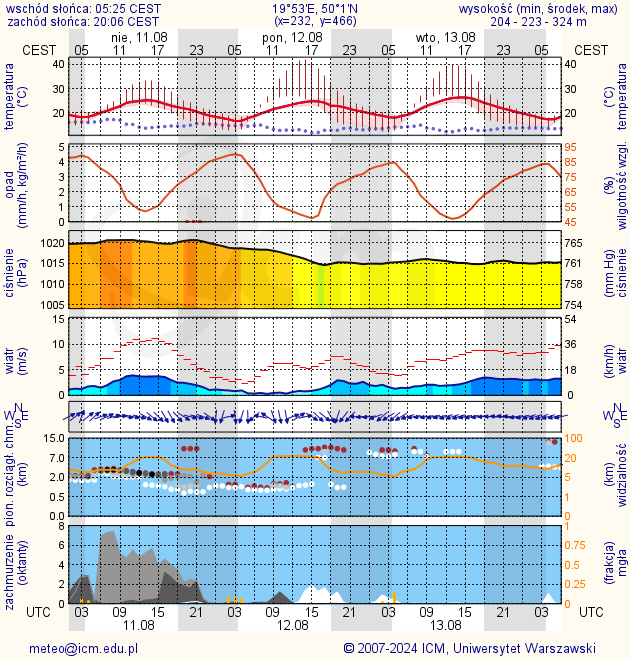 wschód słońca: 05:25 CEST
zachód słońca: 20:06 CEST
19°53'E, 50°1'N
(x=232, y=466)
wysokość (min, środek, max)
204 - 223 - 324 m
nie, 11.08 pon, 12.08 wto, 13.08
CEST 05 11 17 23 05 11 17 23 05 11 17 23 05 CEST
temperatura (°C)
40 40
30 30
20 20
temperatura (°C)
opad (mm/h, kg/m²/h)
5 95
4 85
3 75
2 65
1 55
0 45
(%) wilgotność wzgl.
ciśnienie (hPa)
1020 765
1015 761
1010 758
1005 754
(mm Hg) ciśnienie
wiatr (m/s)
15 54
10 36
5 18
0 0
(km/h) wiatr
N W E S
N W E S
pion. rozciągł. chm. (km)
15.0 100
7.0 20
2.0 5
0.5 1
0.0 0
(km) widzialność
zachmurzenie (oktanty)
8 1
6 0.75
4 0.5
2 0.25
0 0
(frakcja) mgła
UTC 03 09 15 21 03 09 15 21 03 09 15 21 03 UTC
11.08 12.08 13.08
meteo@icm.edu.pl
© 2007-2024 ICM, Uniwersytet Warszawski